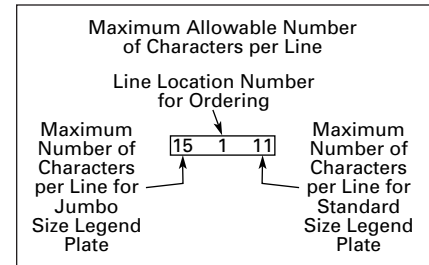 Maximum Allowable Number
of Characters per Line
Line Location Number
for Ordering
Maximum
Number of
Characters
per Line for
Jumbo
Size Legend
Plate
15 1 11
Maximum
Number of
Characters
per Line for
Standard
Size Legend
Plate